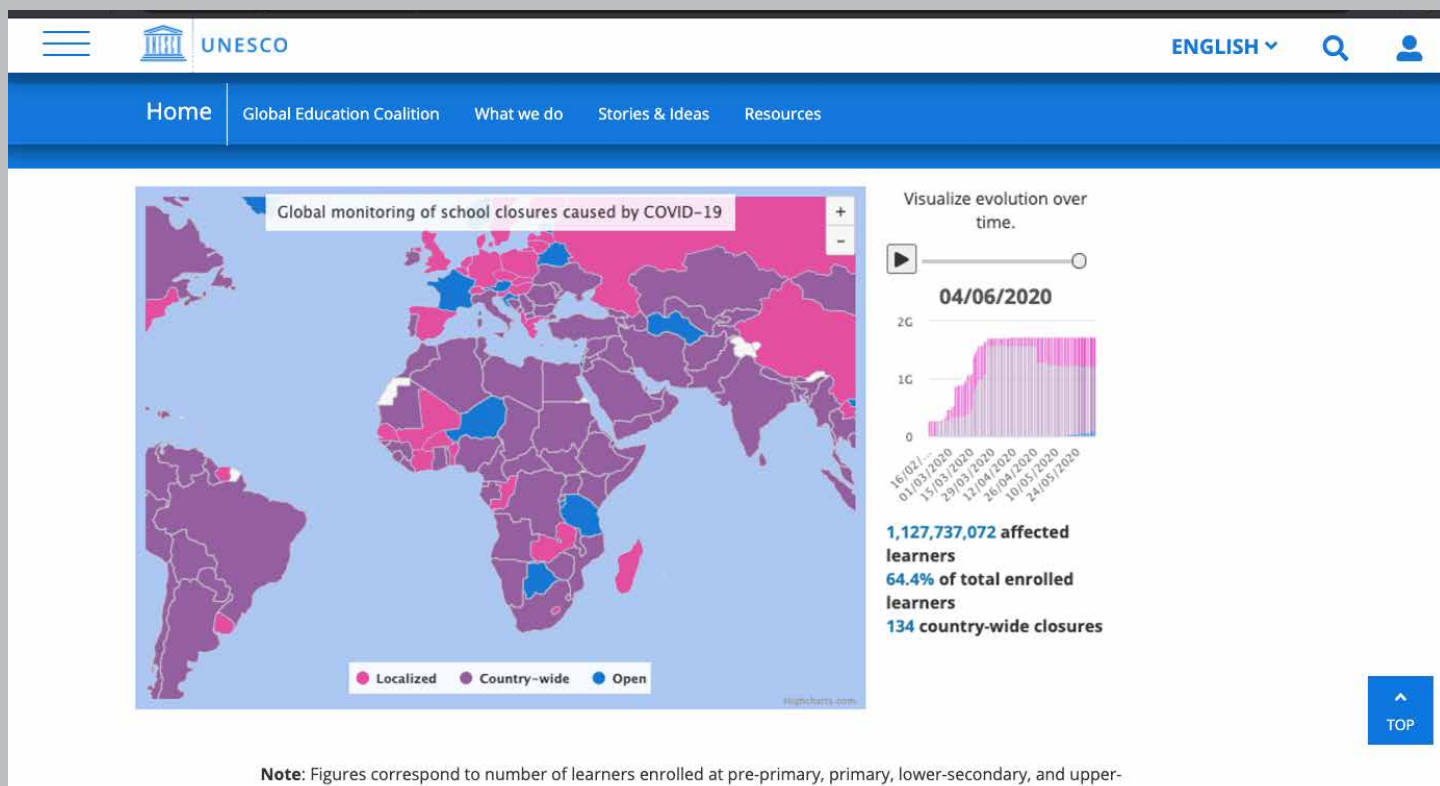 UNESCO
ENGLISH
Home
Global Education Coalition
What we do
Stories & Ideas
Resources
Global monitoring of school closures caused by COVID-19
+
-
Visualize evolution over
time.
04/06/2020
2G
1G
0
16/02/...
01/03/2020
15/03/2020
29/03/2020
12/04/2020
26/04/2020
10/05/2020
24/05/2020
1,127,737,072 affected
learners
64.4% of total enrolled
learners
134 country-wide closures
Localized
Country-wide
Open
Highcharts.com
TOP
Note: Figures correspond to number of learners enrolled at pre-primary, primary, lower-secondary, and upper-